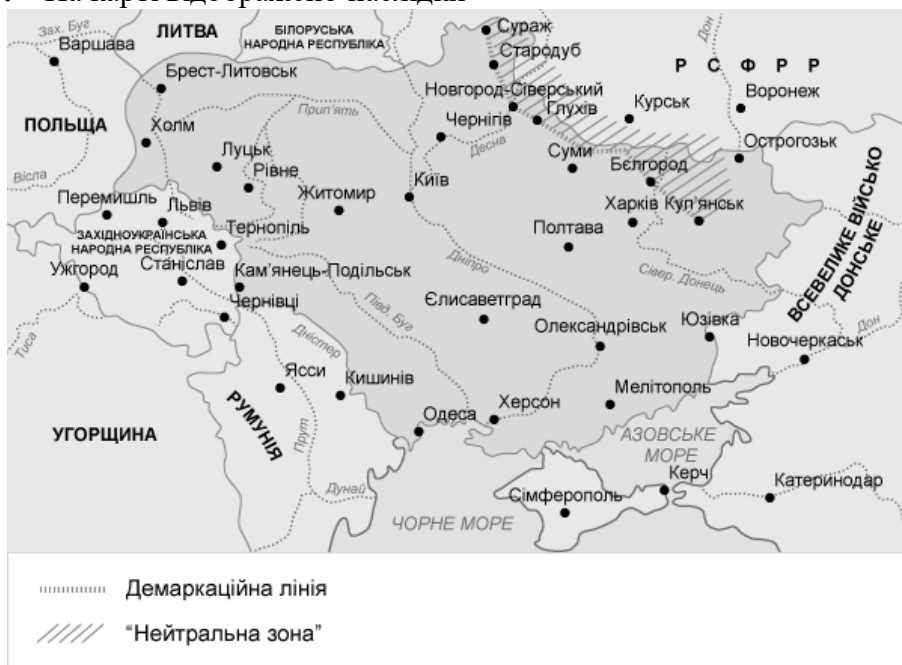 На карті відображено наслідки
ЛИТВА
БІЛОРУСЬКА
НАРОДНА РЕСПУБЛІКА
Зах. Буг
Варшава
Сураж
Стародуб
Дон
Р С Ф Р Р
Брест-Литовськ
Новгород-Сіверський
Прип'ять
Глухів
Курськ
Воронеж
ПОЛЬЩА
Холм
Чернігів
Десна
Острогозьк
Луцьк
Суми
Бєлгород
Вісла
Рівне
Житомир
Київ
Перемишль
Львів
Харків
Куп'янськ
ЗАХІДНОУКРАЇНСЬКА
НАРОДНА РЕСПУБЛІКА
Тернопіль
Полтава
ВСЕВЕЛИКЕ ВІЙСЬКО
ДОНСЬКЕ
Ужгород
Станіслав
Кам'янець-Подільськ
Дніпро
Сівер. Донець
Чернівці
Півд. Буг
Єлисаветград
Тиса
Дністер
Олександрівськ
Юзівка
Дон
Новочеркаськ
Ясси
Кишинів
Мелітополь
РУМУНІЯ
Херсон
Одеса
УГОРЩИНА
Прут
АЗОВСЬКЕ
МОРЕ
Керч
Дунай
Сімферополь
Катеринодар
ЧОРНЕ МОРЕ
Демаркаційна лінія
“Нейтральна зона”